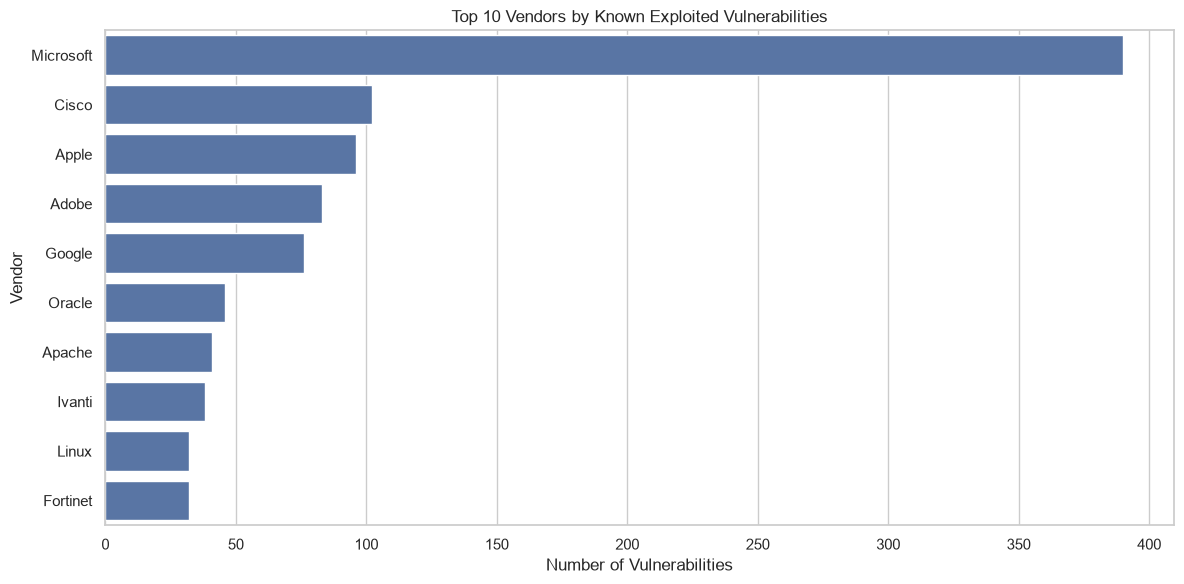 Top 10 Vendors by Known Exploited Vulnerabilities
Vendor
Microsoft
Cisco
Apple
Adobe
Google
Oracle
Apache
Ivanti
Linux
Fortinet
0 50 100 150 200 250 300 350 400
Number of Vulnerabilities